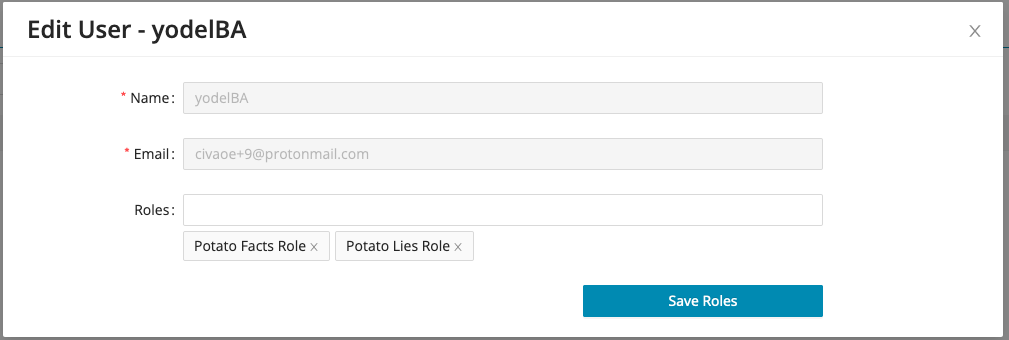 Edit User - yodelBA
* Name:
yodelBA
* Email:
civaoe+9@protonmail.com
Roles:
Potato Facts Role × Potato Lies Role ×
Save Roles